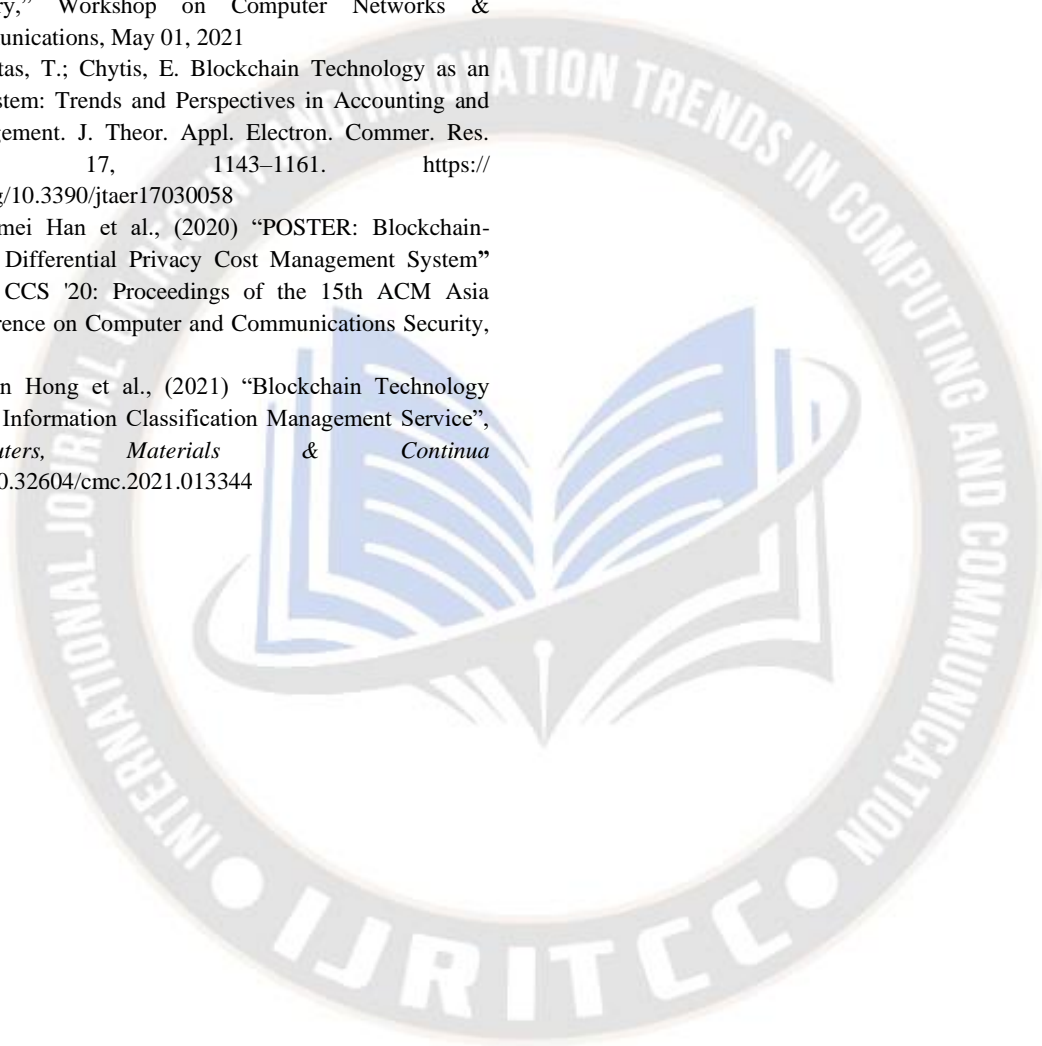 ry,” Workshop on Computer Networks &
unications, May 01, 2021
tas, T.; Chytis, E. Blockchain Technology as an
stem: Trends and Perspectives in Accounting and
gement. J. Theor. Appl. Electron. Commer. Res.
17, 1143–1161. https://
g/10.3390/jtaer17030058
mei Han et al., (2020) “POSTER: Blockchain-
Differential Privacy Cost Management System”
CCS '20: Proceedings of the 15th ACM Asia
rence on Computer and Communications Security,
n Hong et al., (2021) “Blockchain Technology
Information Classification Management Service”,
uters, Materials & Continua
0.32604/cmc.2021.013344
INTERNATIONAL JOURNAL ON RECENT AND INNOVATION TRENDS IN COMPUTING AND COMMUNICATION
IJRITCC